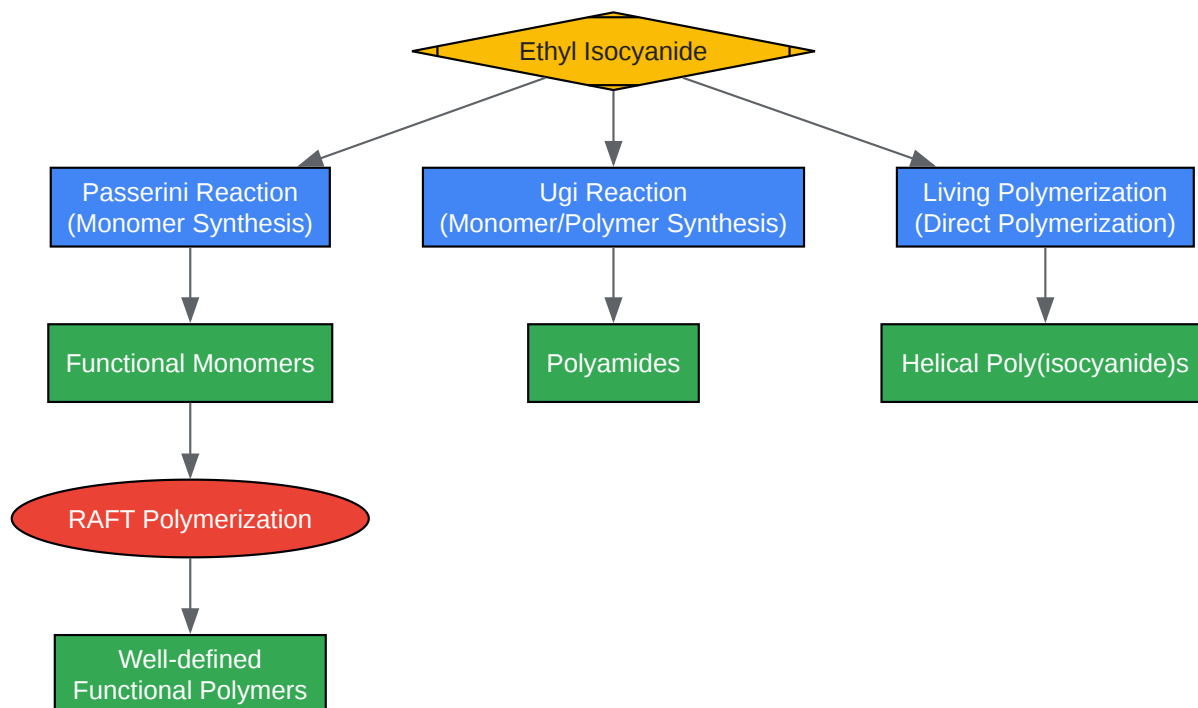 Ethyl Isocyanide
Passerini Reaction
(Monomer Synthesis)
Ugi Reaction
(Monomer/Polymer Synthesis)
Living Polymerization
(Direct Polymerization)
Functional Monomers
Polyamides
Helical Poly(isocyanide)s
RAFT Polymerization
Well-defined
Functional Polymers